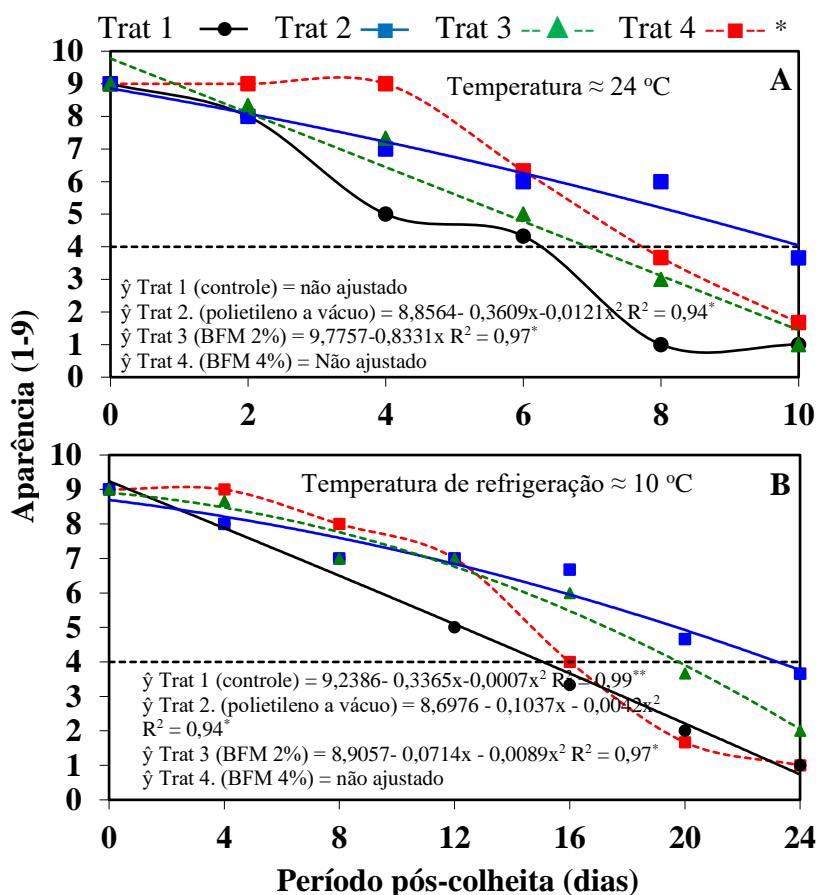 Trat 1 Trat 2 Trat 3 Trat 4 *
Aparência (1-9)
10
9
8
7
6
5
4
3
2
1
0
Temperatura ≈ 24 ºC
A
ŷ Trat 1 (controle) = não ajustado
ŷ Trat 2. (polietileno a vácuo) = 8,8564- 0,3609x-0,0121x² R² = 0,94*
ŷ Trat 3 (BFM 2%) = 9,7757-0,8331x R² = 0,97*
ŷ Trat 4. (BFM 4%) = Não ajustado
0 2 4 6 8 10
10
9
8
7
6
5
4
3
2
1
0
Temperatura de refrigeração ≈ 10 ºC
B
ŷ Trat 1 (controle) = 9,2386- 0,3365x-0,0007x² R² = 0,99**
ŷ Trat 2. (polietileno a vácuo) = 8,6976 - 0,1037x - 0,0042x²
R² = 0,94*
ŷ Trat 3 (BFM 2%) = 8,9057- 0,0714x - 0,0089x² R² = 0,97*
ŷ Trat 4. (BFM 4%) = não ajustado
0 4 8 12 16 20 24
Período pós-colheita (dias)